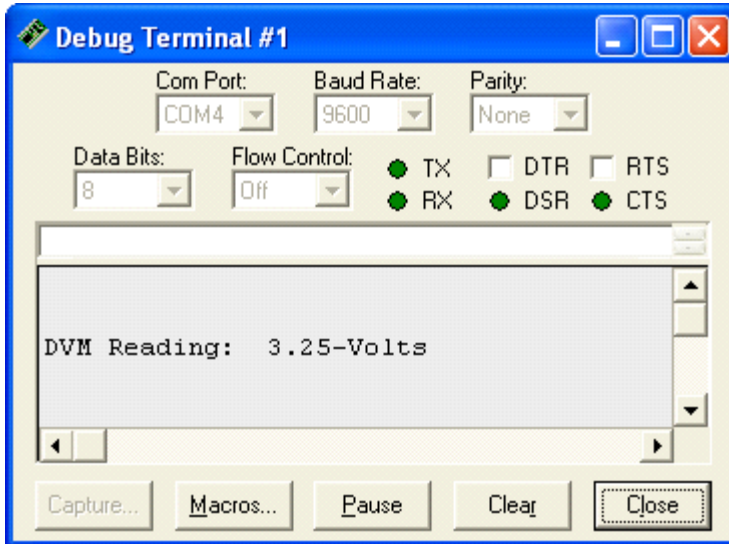 Debug Terminal #1
Com Port: Baud Rate: Parity:
COM4 9600 None
Data Bits: Flow Control: TX DTR RTS
8 Off RX DSR CTS
DVM Reading:  3.25-Volts
Capture... Macros... Pause Clear Close